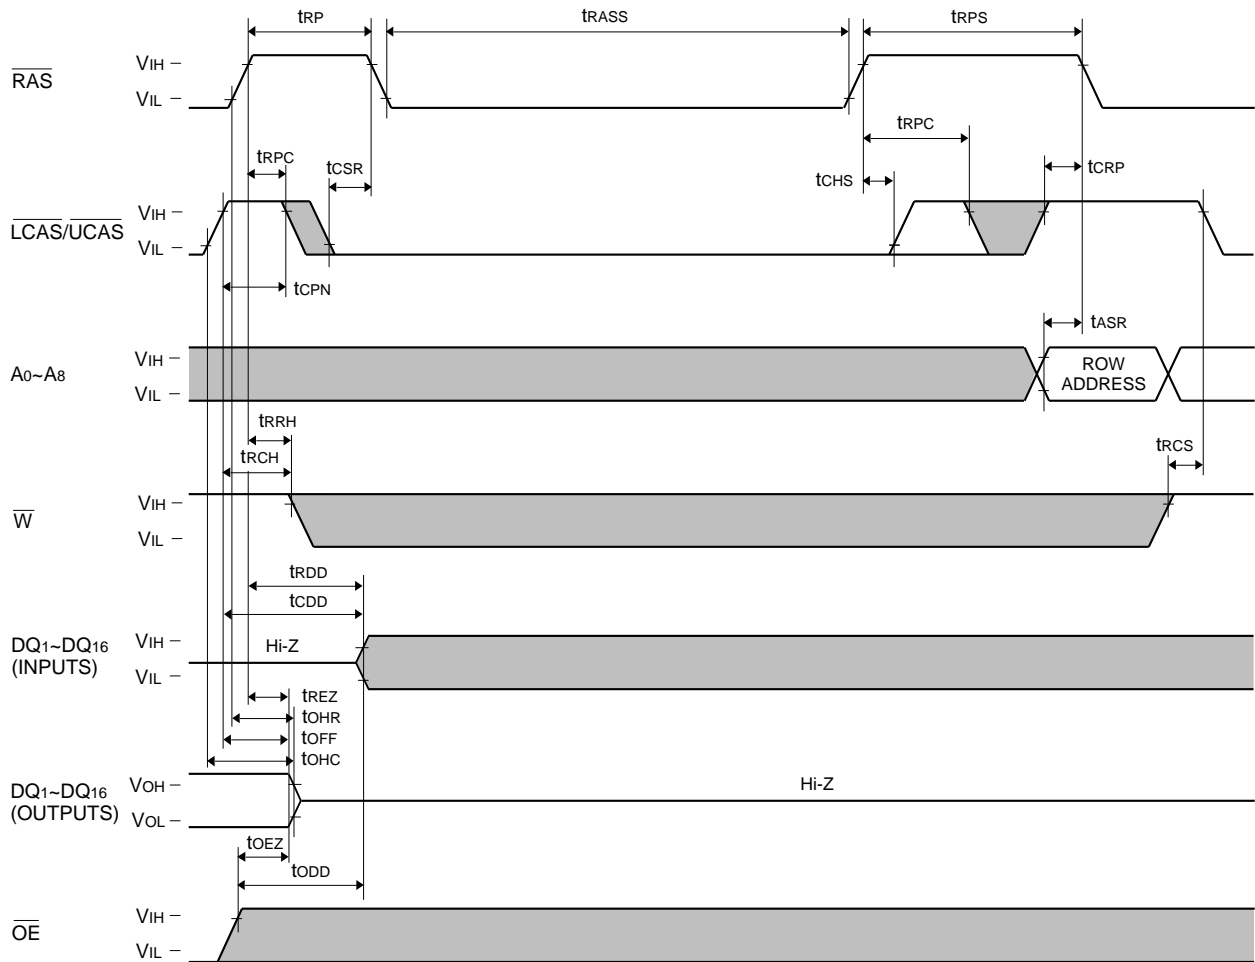 tRP tRASS tRPS
RAS VIH
VIL
tRPC
tRPC tCSR tCHS tCRP
LCAS/UCAS VIH
VIL
tCPN
tASR
A0~A8 VIH
VIL
ROW
ADDRESS
tRRH
tRCH tRCS
W VIH
VIL
tRDD
tCDD
DQ1~DQ16
(INPUTS)
VIH
VIL
Hi-Z
tREZ
tOHR
tOFF
tOHC
DQ1~DQ16
(OUTPUTS)
VOH
VOL
Hi-Z
tOEZ
tODD
OE VIH
VIL